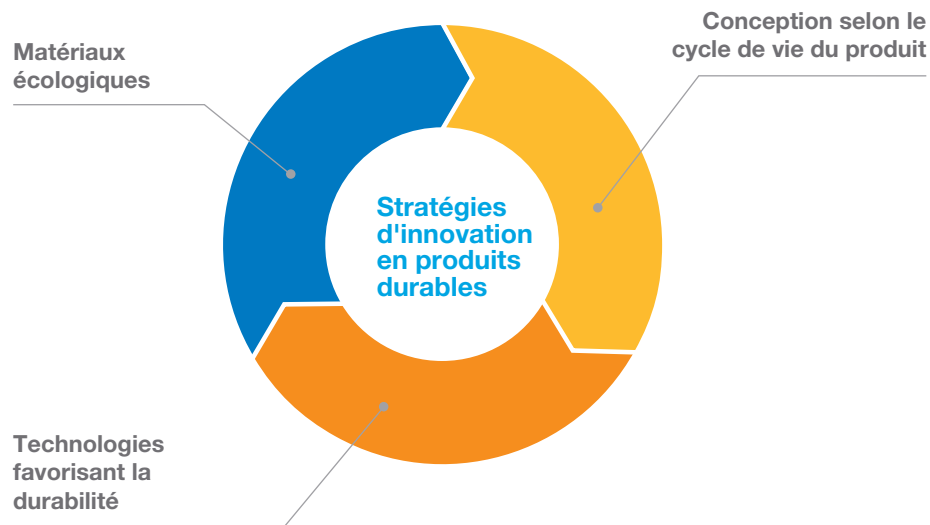 Matériaux
écologiques
Conception selon le
cycle de vie du produit
Stratégies
d'innovation
en produits
durables
Technologies
favorisant la
durabilité